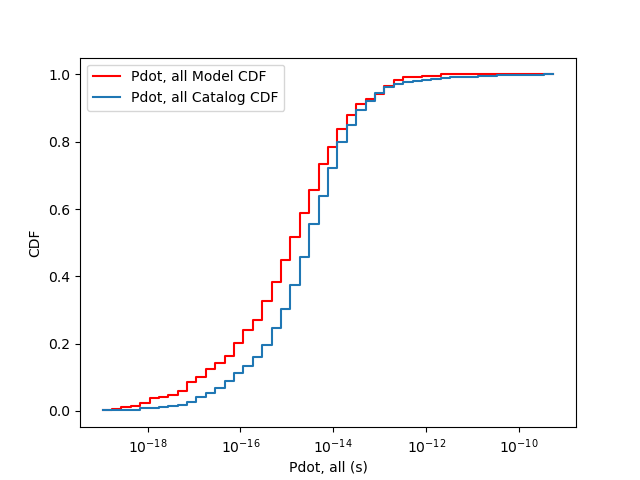 Pdot, all Model CDF
Pdot, all Catalog CDF
1.0
0.8
0.6
0.4
0.2
0.0
CDF
10⁻¹⁸ 10⁻¹⁶ 10⁻¹⁴ 10⁻¹² 10⁻¹⁰
Pdot, all (s)